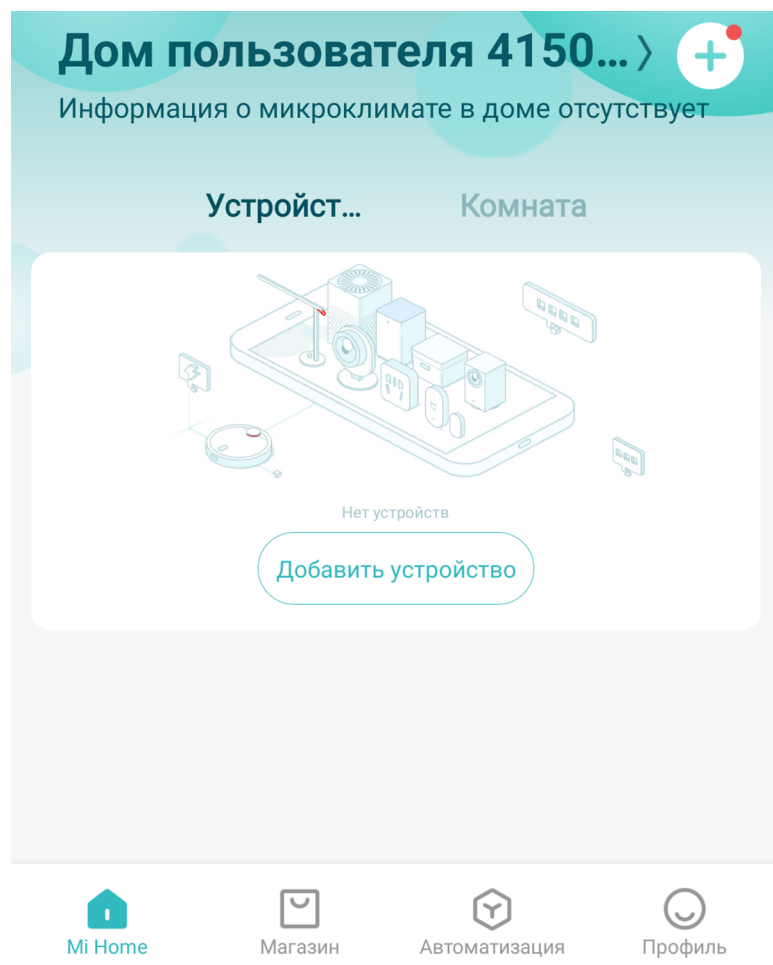 Дом пользователя 4150...
Информация о микроклимате в доме отсутствует
Устройст... Комната
Нет устройств
Добавить устройство
Mi Home Магазин Автоматизация Профиль